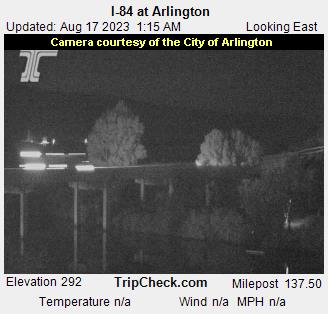 I-84 at Arlington
Updated: Aug 17 2023 1:15 AM Looking East
Camera courtesy of the City of Arlington
Elevation 292 TripCheck.com Milepost 137.50
Temperature n/a Wind n/a MPH n/a